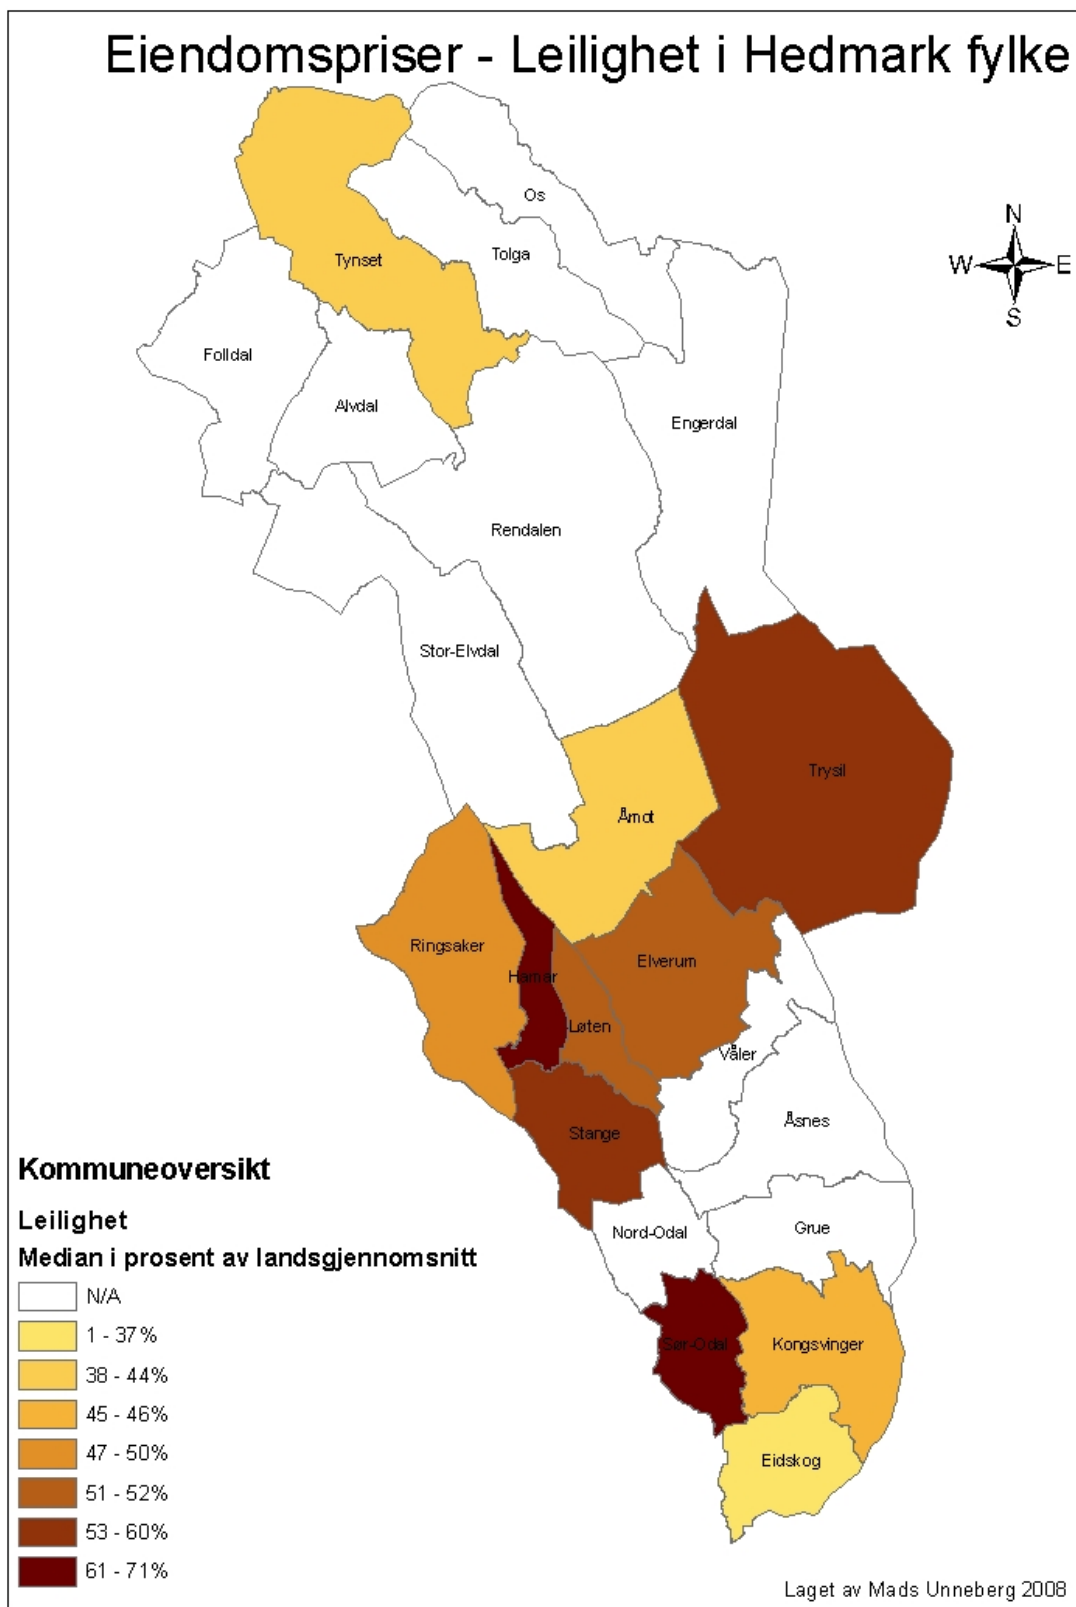 Eiendomspriser - Leilighet i Hedmark fylke
Os
N
Tynset
Tolga
W
E
S
Folldal
Alvdal
Engerdal
Rendalen
Stor-Elvdal
Trysil
Åmot
Ringsaker
Elverum
Hamar
Løten
Våler
Åsnes
Stange
Kommuneoversikt
Leilighet
Nord-Odal
Grue
Median i prosent av landsgjennomsnitt
N/A
1 - 37%
Sør-Odal
Kongsvinger
38 - 44%
45 - 46%
47 - 50%
Eidskog
51 - 52%
53 - 60%
61 - 71%
Laget av Mads Unneberg 2008